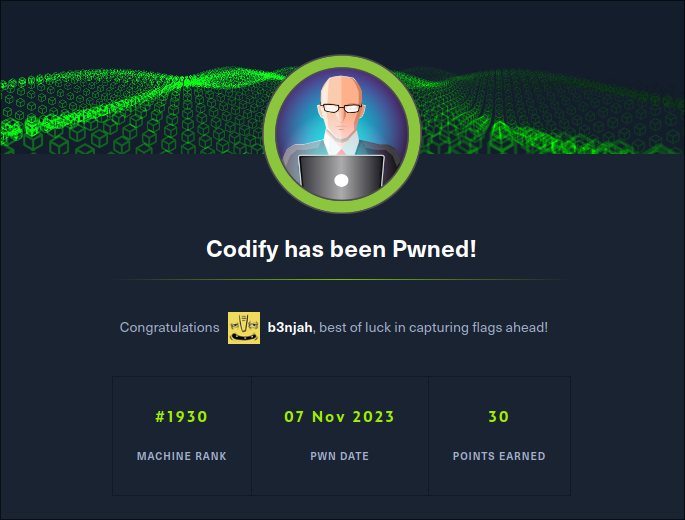 Codify has been Pwned!
Congratulations b3njah, best of luck in capturing flags ahead!
#1930 07 Nov 2023 30
MACHINE RANK PWN DATE POINTS EARNED